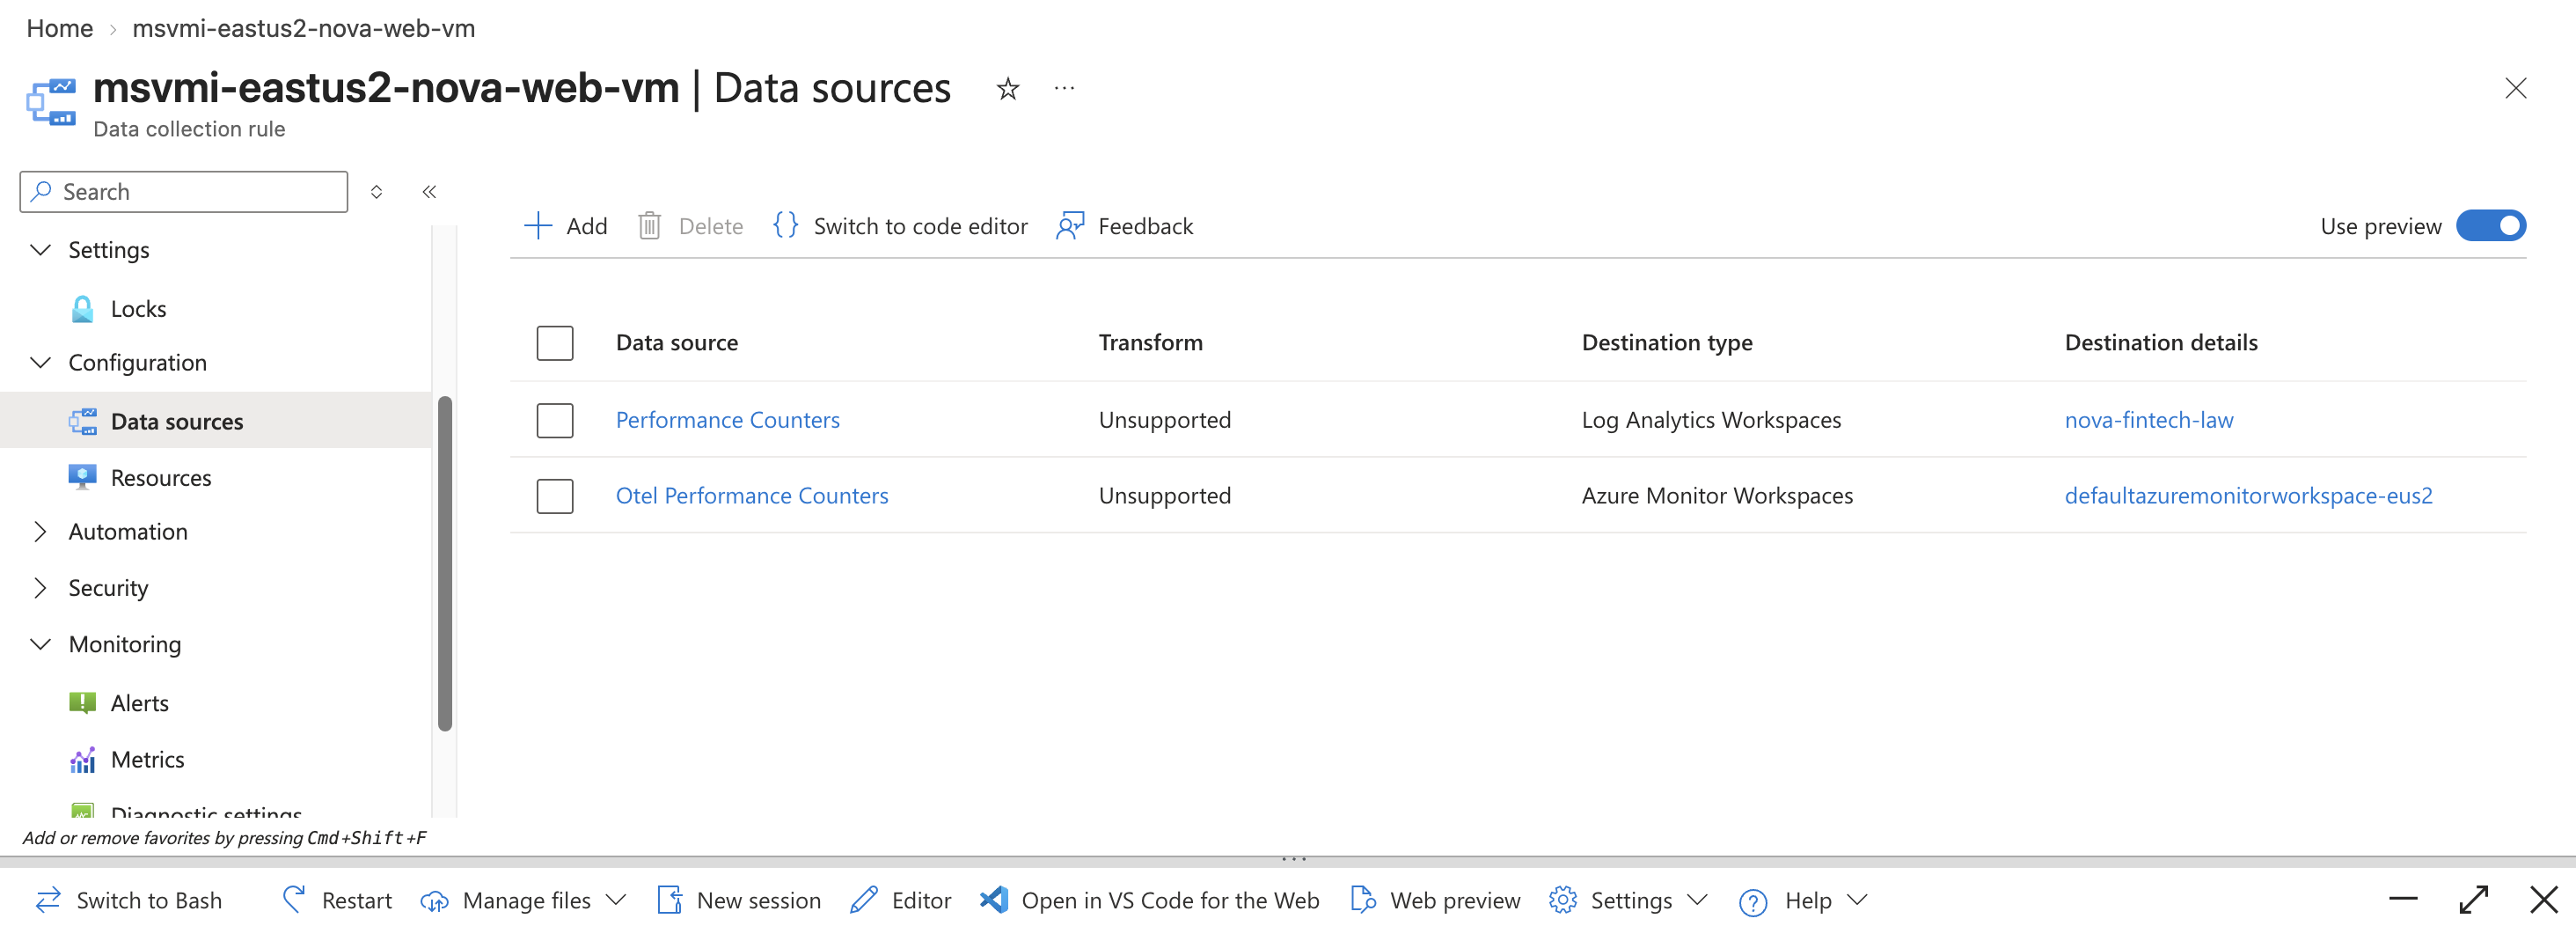 Home > msvmi-eastus2-nova-web-vm
msvmi-eastus2-nova-web-vm | Data sources
Data collection rule
Search
Settings
Locks
Configuration
Data sources
Resources
Automation
Security
Monitoring
Alerts
Metrics
Diagnostic settings
Add or remove favorites by pressing Cmd+Shift+F
Add Delete Switch to code editor Feedback Use preview
Data source Transform Destination type Destination details
Performance Counters Unsupported Log Analytics Workspaces nova-fintech-law
Otel Performance Counters Unsupported Azure Monitor Workspaces defaultazuremonitorworkspace-eus2
Switch to Bash Restart Manage files New session Editor Open in VS Code for the Web Web preview Settings Help